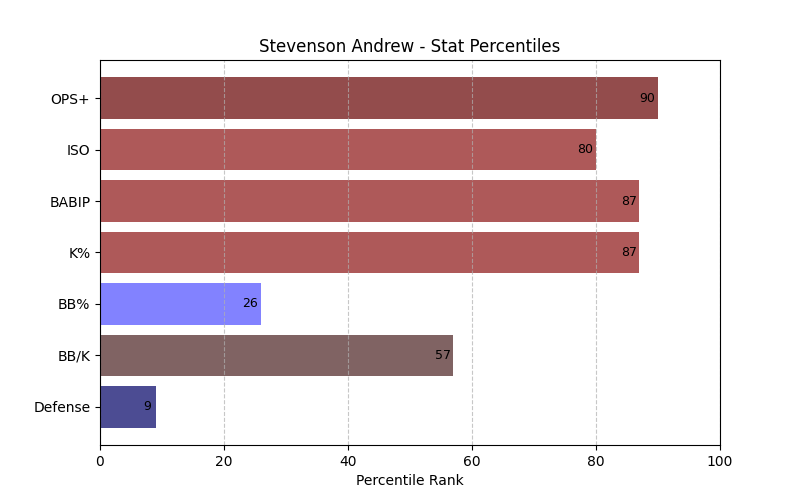 Stevenson Andrew - Stat Percentiles
OPS+ 90
ISO 80
BABIP 87
K% 87
BB% 26
BB/K 57
Defense 9
0 20 40 60 80 100
Percentile Rank